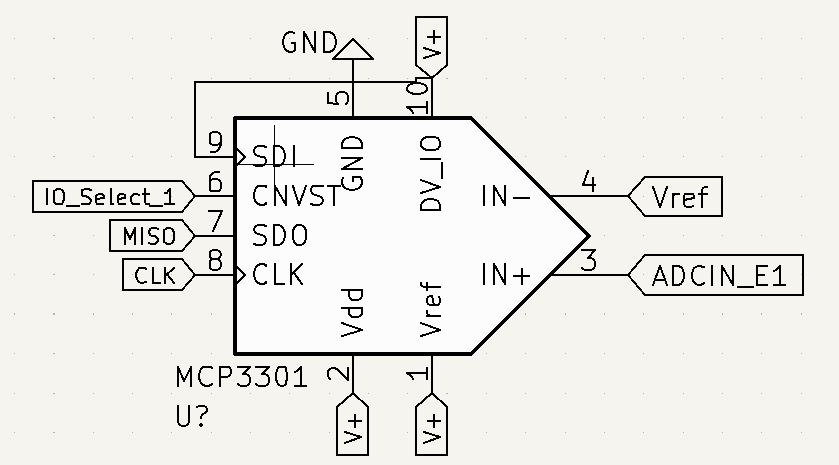 GND
V+
5
10
9
SDI
GND
DV_IO
IO_Select_1
6
CNVST
IN-
4
Vref
MISO
7
SDO
CLK
8
CLK
Vdd
Vref
IN+
3
ADCIN_E1
MCP3301
2
1
U?
V+
V+